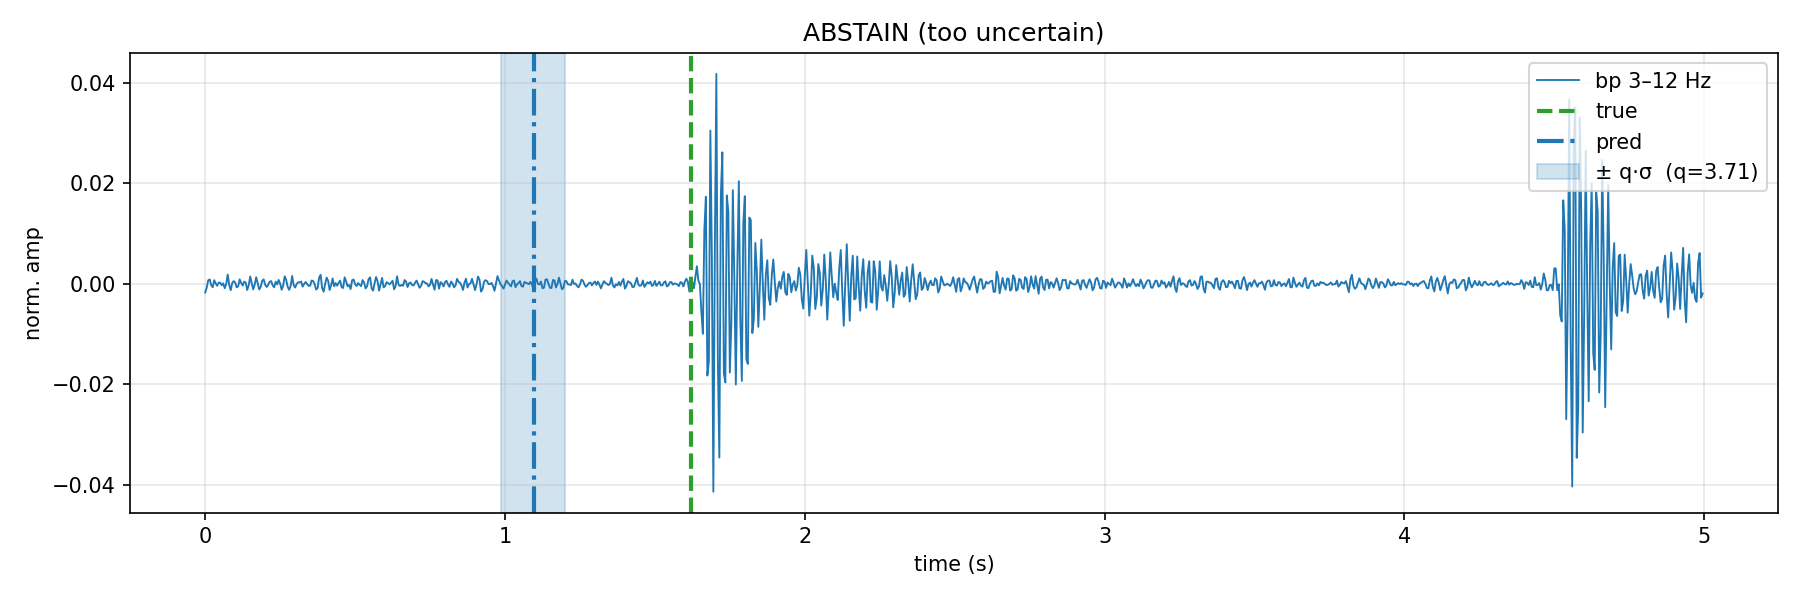 ABSTAIN (too uncertain)
norm. amp
0.04
0.02
0.00
−0.02
−0.04
bp 3–12 Hz
true
pred
± q·σ (q=3.71)
0 1 2 3 4 5
time (s)